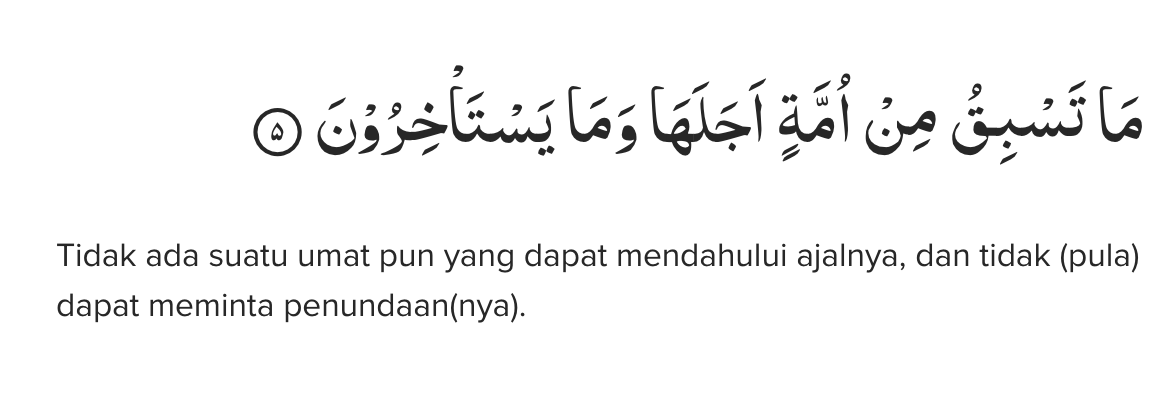 مَا تَسْبِقُ مِنْ اُمَّةٍ اَجَلَهَا وَمَا يَسْتَأْخِرُوْنَ ۝٥
Tidak ada suatu umat pun yang dapat mendahului ajalnya, dan tidak (pula)
dapat meminta penundaan(nya).